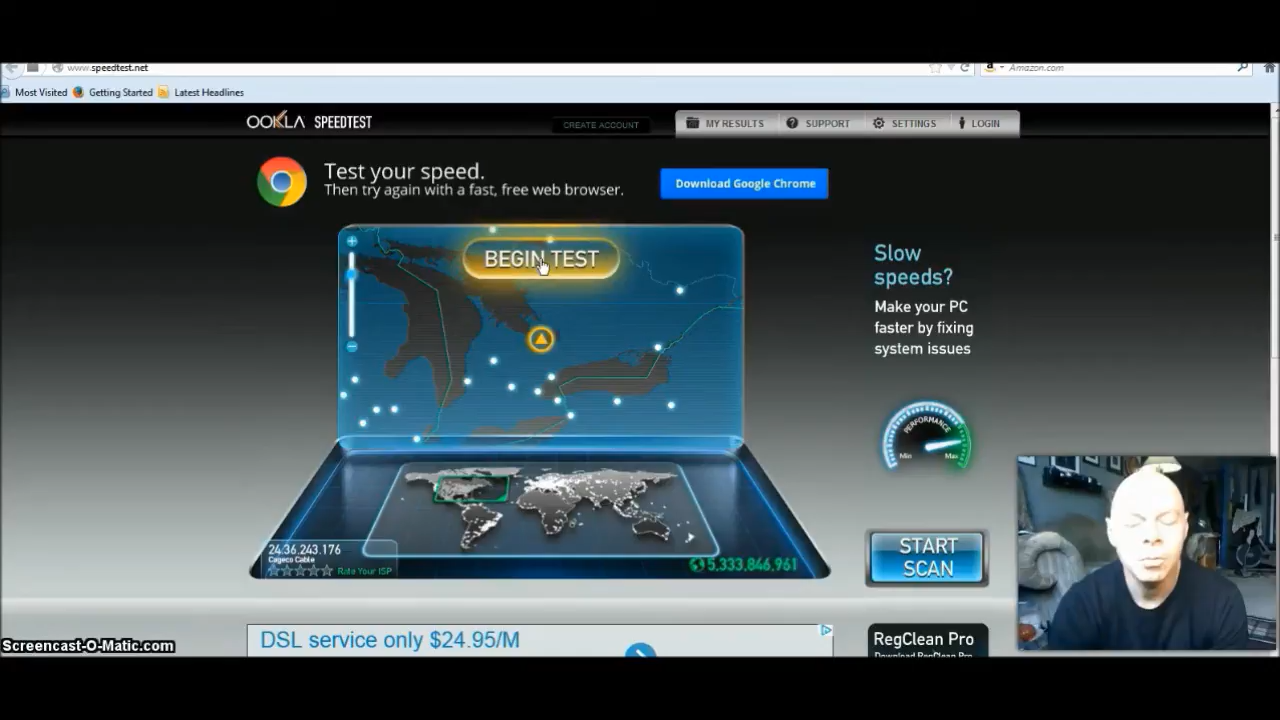 www.speedtest.net
Amazon.com
Most Visited Getting Started Latest Headlines
OOKLA SPEEDTEST
CREATE ACCOUNT
MY RESULTS SUPPORT SETTINGS LOGIN
Test your speed.
Then try again with a fast, free web browser.
Download Google Chrome
BEGIN TEST
Slow
speeds?
Make your PC
faster by fixing
system issues
PERFORMANCE
Min Max
24.36.243.176
Cogeco Cable
Rate Your ISP
5,333,846,961
START
SCAN
DSL service only $24.95/M
RegClean Pro
Download RegClean Pro
Screencast-O-Matic.com